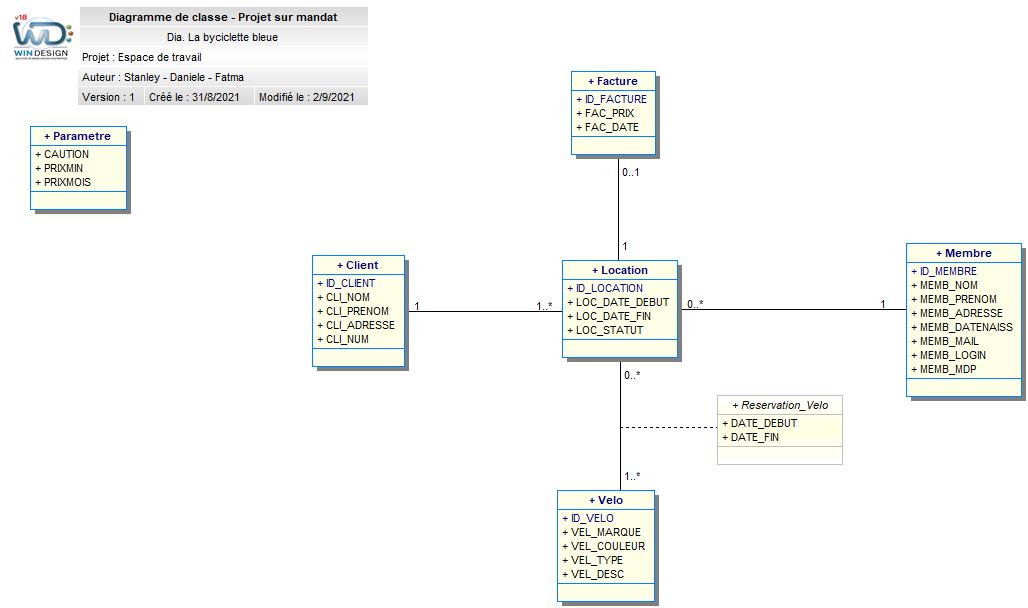 v18
WIN DESIGN
Diagramme de classe - Projet sur mandat
Dia. La byciclette bleue
Projet : Espace de travail
Auteur : Stanley - Daniele - Fatma
Version : 1 Créé le : 31/8/2021 Modifié le : 2/9/2021
+ Parametre
+ CAUTION
+ PRIXMIN
+ PRIXMOIS
+ Facture
+ ID_FACTURE
+ FAC_PRIX
+ FAC_DATE
0..1
1
+ Client
+ ID_CLIENT
+ CLI_NOM
+ CLI_PRENOM
+ CLI_ADRESSE
+ CLI_NUM
1
1..*
+ Location
+ ID_LOCATION
+ LOC_DATE_DEBUT
+ LOC_DATE_FIN
+ LOC_STATUT
0..*
1
+ Membre
+ ID_MEMBRE
+ MEMB_NOM
+ MEMB_PRENOM
+ MEMB_ADRESSE
+ MEMB_DATENAISS
+ MEMB_MAIL
+ MEMB_LOGIN
+ MEMB_MDP
0..*
+ Reservation_Velo
+ DATE_DEBUT
+ DATE_FIN
1..*
+ Velo
+ ID_VELO
+ VEL_MARQUE
+ VEL_COULEUR
+ VEL_TYPE
+ VEL_DESC